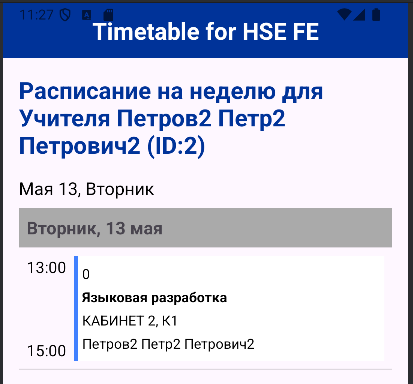 11:27
Timetable for HSE FE
Расписание на неделю для
Учителя Петров2 Петр2
Петрович2 (ID:2)
Мая 13, Вторник
Вторник, 13 мая
13:00
0
Языковая разработка
КАБИНЕТ 2, К1
Петров2 Петр2 Петрович2
15:00